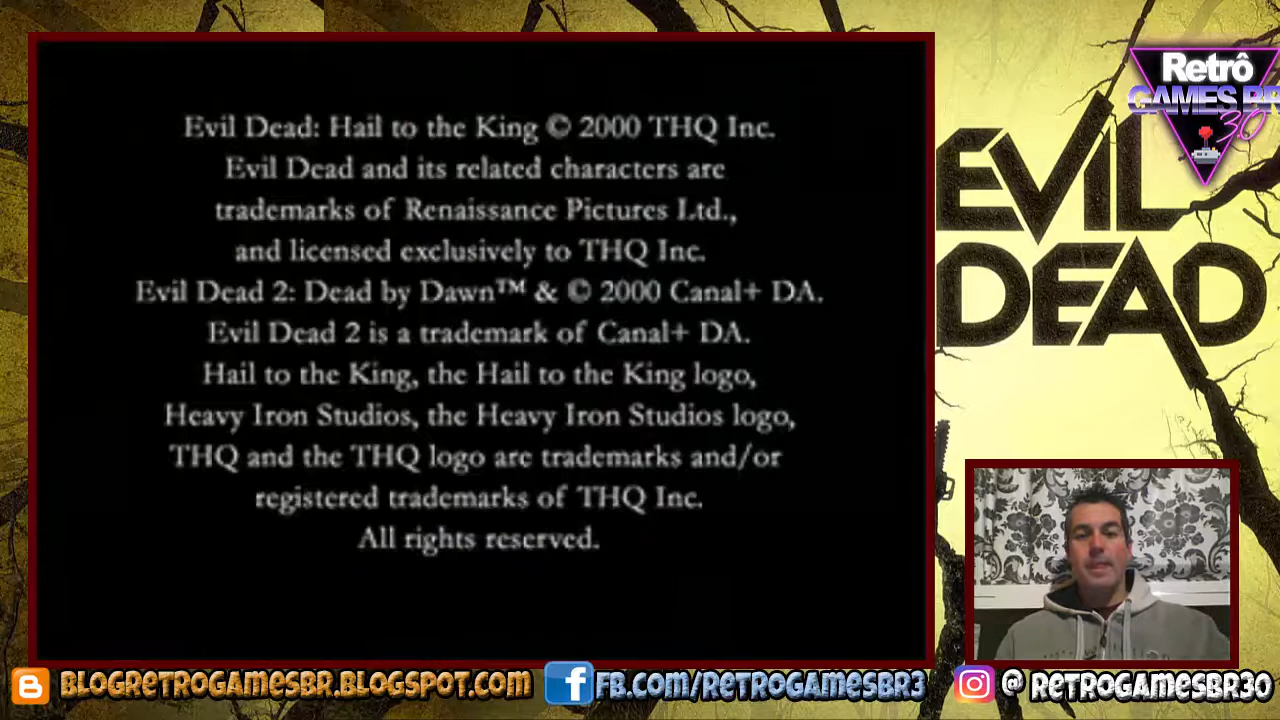 Evil Dead: Hail to the King © 2000 THQ Inc.
Evil Dead and its related characters are
trademarks of Renaissance Pictures Ltd.,
and licensed exclusively to THQ Inc.
Evil Dead 2: Dead by Dawn™ & © 2000 Canal+ DA.
Evil Dead 2 is a trademark of Canal+ DA.
Hail to the King, the Hail to the King logo,
Heavy Iron Studios, the Heavy Iron Studios logo,
THQ and the THQ logo are trademarks and/or
registered trademarks of THQ Inc.
All rights reserved.
Retrô
GAMES BR
30
EVIL
DEAD
BLOGRETROGAMESBR.BLOGSPOT.COM
FB.COM/RETROGAMESBR3
@ RETROGAMESBR30